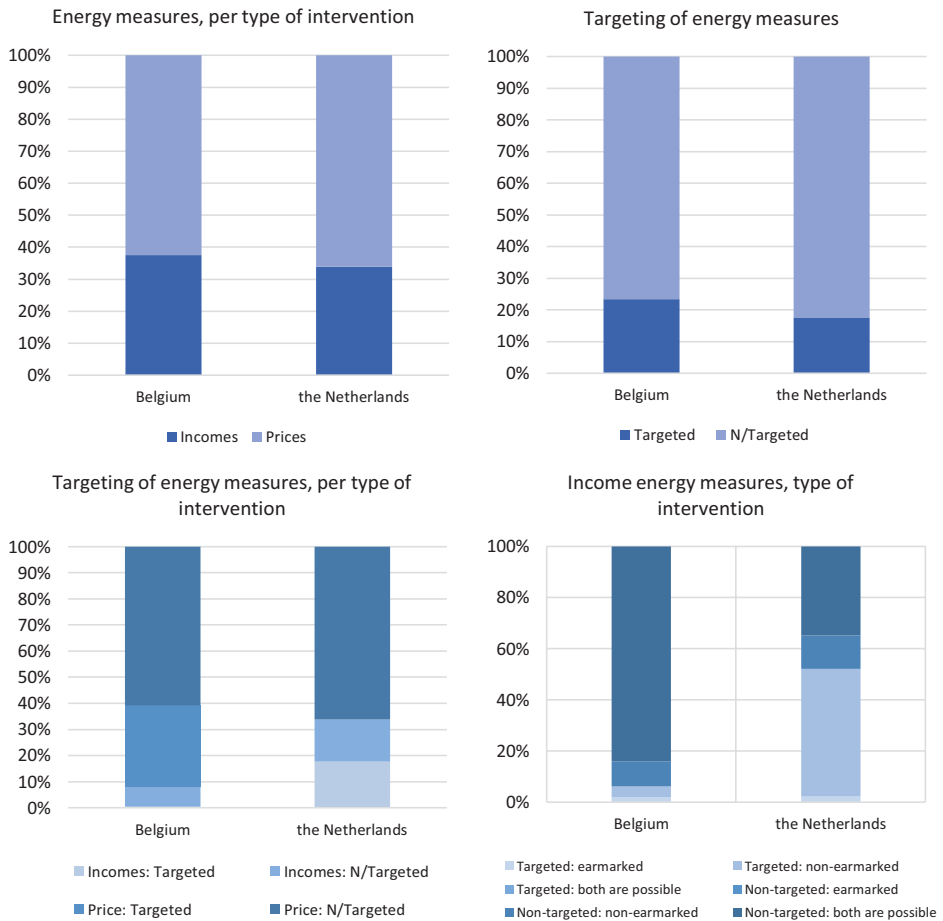 Energy measures, per type of intervention
100%
90%
80%
70%
60%
50%
40%
30%
20%
10%
0%
Belgium the Netherlands
Incomes Prices
Targeting of energy measures
100%
90%
80%
70%
60%
50%
40%
30%
20%
10%
0%
Belgium the Netherlands
Targeted N/Targeted
Targeting of energy measures, per type of
intervention
100%
90%
80%
70%
60%
50%
40%
30%
20%
10%
0%
Belgium the Netherlands
Incomes: Targeted Incomes: N/Targeted
Price: Targeted Price: N/Targeted
Income energy measures, type of
intervention
100%
80%
60%
40%
20%
0%
Belgium the Netherlands
Targeted: earmarked Targeted: non-earmarked
Targeted: both are possible Non-targeted: earmarked
Non-targeted: non-earmarked Non-targeted: both are possible